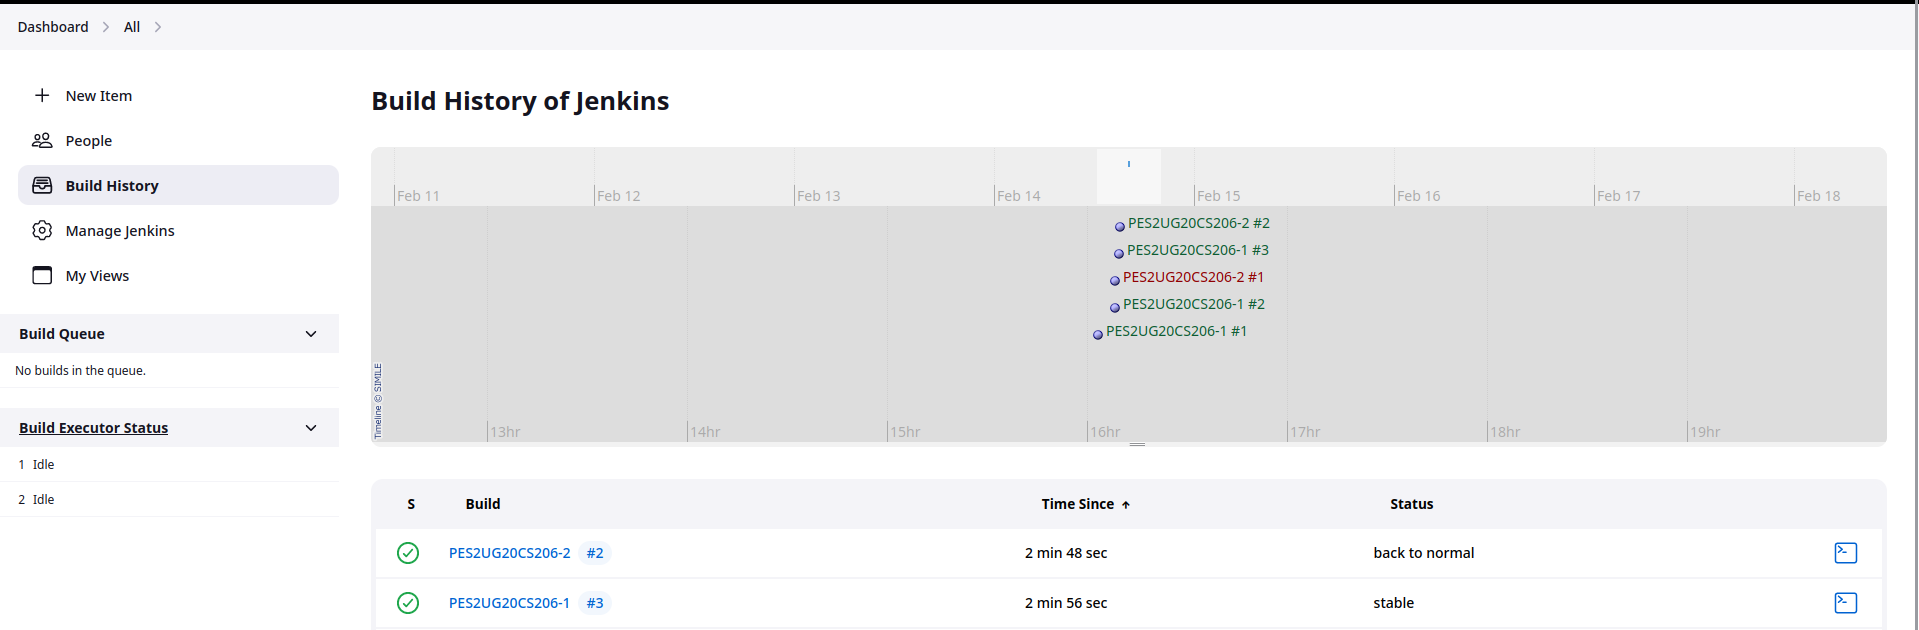 Dashboard All
New Item
People
Build History
Manage Jenkins
My Views
Build Queue
No builds in the queue.
Build Executor Status
1 Idle
2 Idle
Build History of Jenkins
Feb 11 Feb 12 Feb 13 Feb 14 Feb 15 Feb 16 Feb 17 Feb 18
PES2UG20CS206-2 #2
PES2UG20CS206-1 #3
PES2UG20CS206-2 #1
PES2UG20CS206-1 #2
PES2UG20CS206-1 #1
Timeline © SIMILE
13hr 14hr 15hr 16hr 17hr 18hr 19hr
S Build Time Since ↑ Status
PES2UG20CS206-2 #2 2 min 48 sec back to normal
PES2UG20CS206-1 #3 2 min 56 sec stable